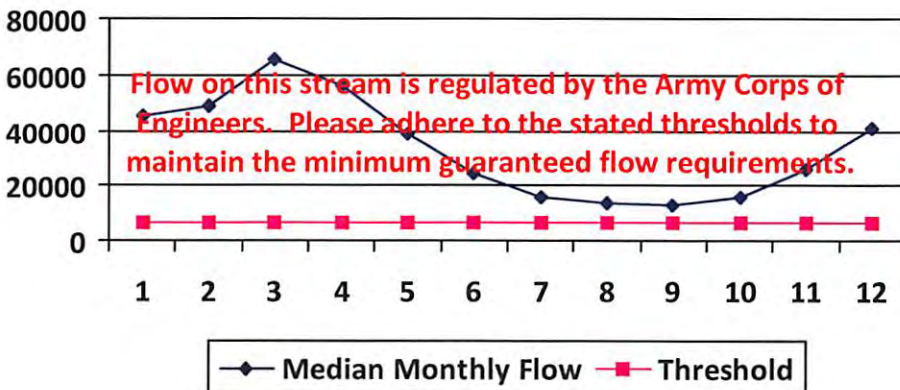 80000
60000
40000
20000
0
Flow on this stream is regulated by the Army Corps of
Engineers. Please adhere to the stated thresholds to
maintain the minimum guaranteed flow requirements.
1 2 3 4 5 6 7 8 9 10 11 12
Median Monthly Flow Threshold